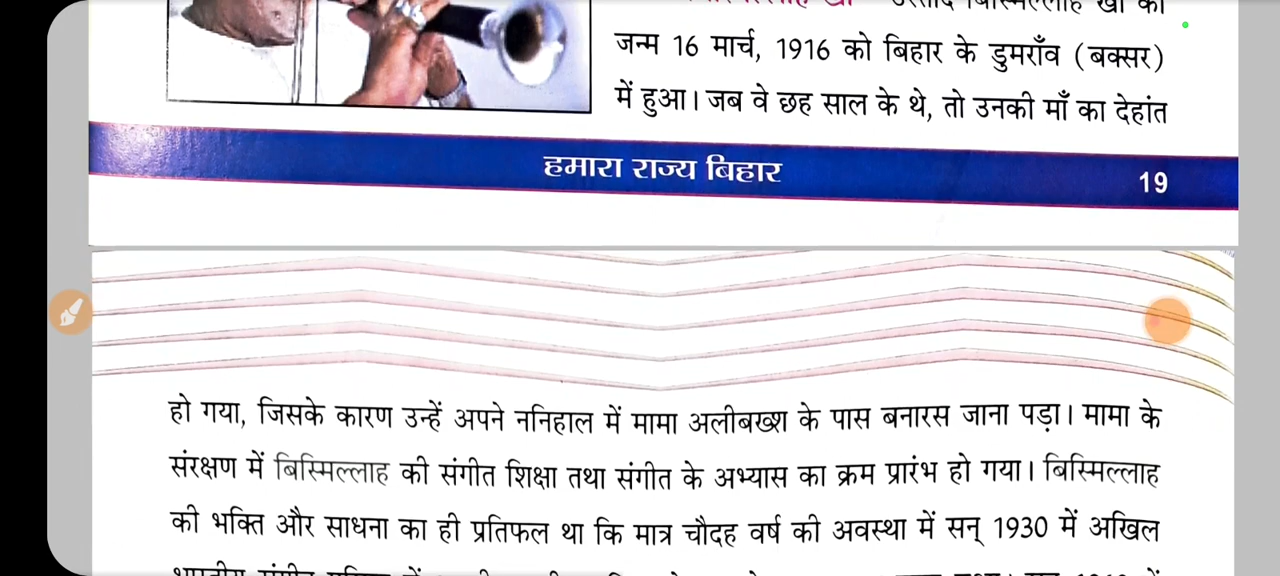 जन्म 16 मार्च, 1916 को बिहार के डुमराँव (बक्सर)
में हुआ। जब वे छह साल के थे, तो उनकी माँ का देहांत
हमारा राज्य बिहार
19
हो गया, जिसके कारण उन्हें अपने ननिहाल में मामा अलीबख्श के पास बनारस जाना पड़ा। मामा के
संरक्षण में बिस्मिल्लाह की संगीत शिक्षा तथा संगीत के अभ्यास का क्रम प्रारंभ हो गया। बिस्मिल्लाह
की भक्ति और साधना का ही प्रतिफल था कि मात्र चौदह वर्ष की अवस्था में सन् 1930 में अखिल